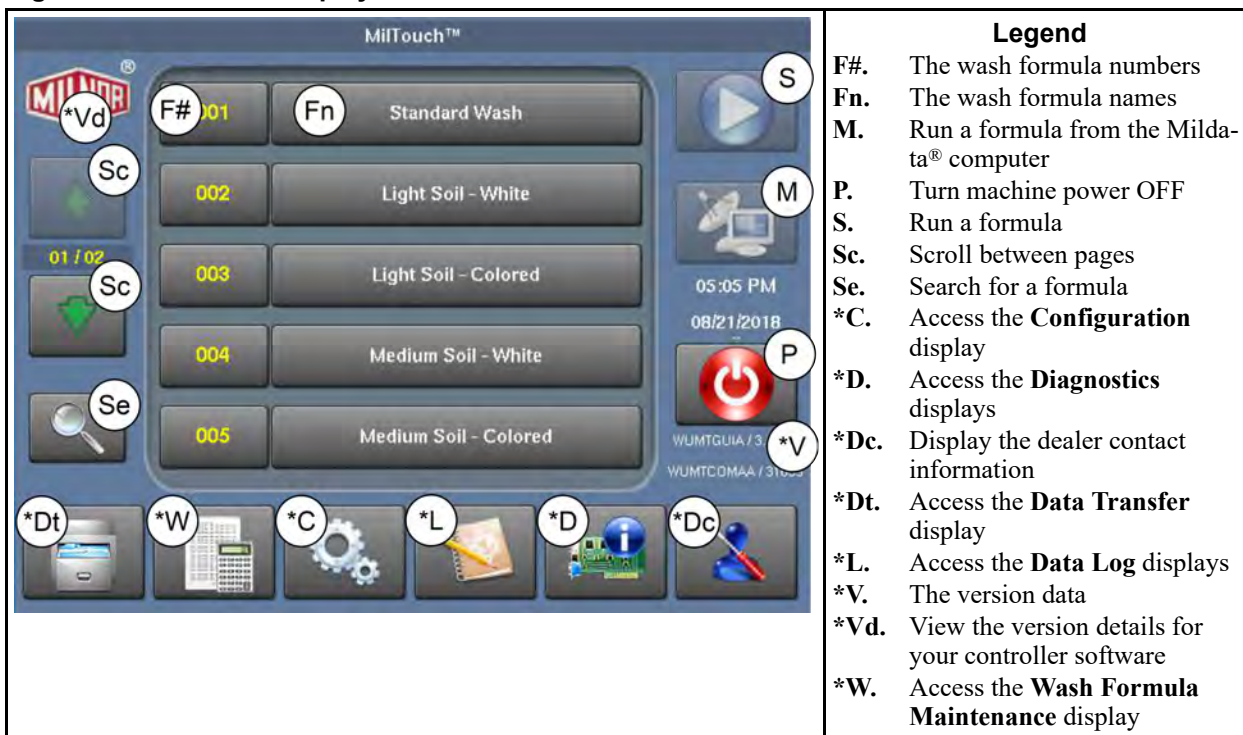 MilTouch™
MILNOR
®
*Vd
F#
001
Fn
Standard Wash
S
Sc
002
Light Soil - White
M
01 / 02
Sc
003
Light Soil - Colored
05:05 PM
08/21/2018
004
Medium Soil - White
P
Se
005
Medium Soil - Colored
WUMTGUIA / 3
*V
WUMTCOMAA /
*Dt
*W
*C
*L
*D
*Dc
Legend
F#. The wash formula numbers
Fn. The wash formula names
M. Run a formula from the Milda-
ta® computer
P. Turn machine power OFF
S. Run a formula
Sc. Scroll between pages
Se. Search for a formula
*C. Access the Configuration
display
*D. Access the Diagnostics
displays
*Dc. Display the dealer contact
information
*Dt. Access the Data Transfer
display
*L. Access the Data Log displays
*V. The version data
*Vd. View the version details for
your controller software
*W. Access the Wash Formula
Maintenance display